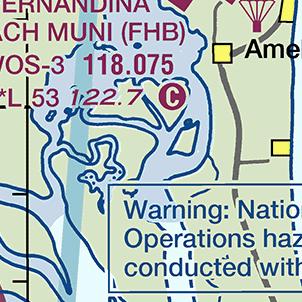 ERNANDINA
ACH MUNI (FHB)
WOS-3 118.075
*L 53 122.7 C
Amel
Warning: Natio
Operations haz
conducted with